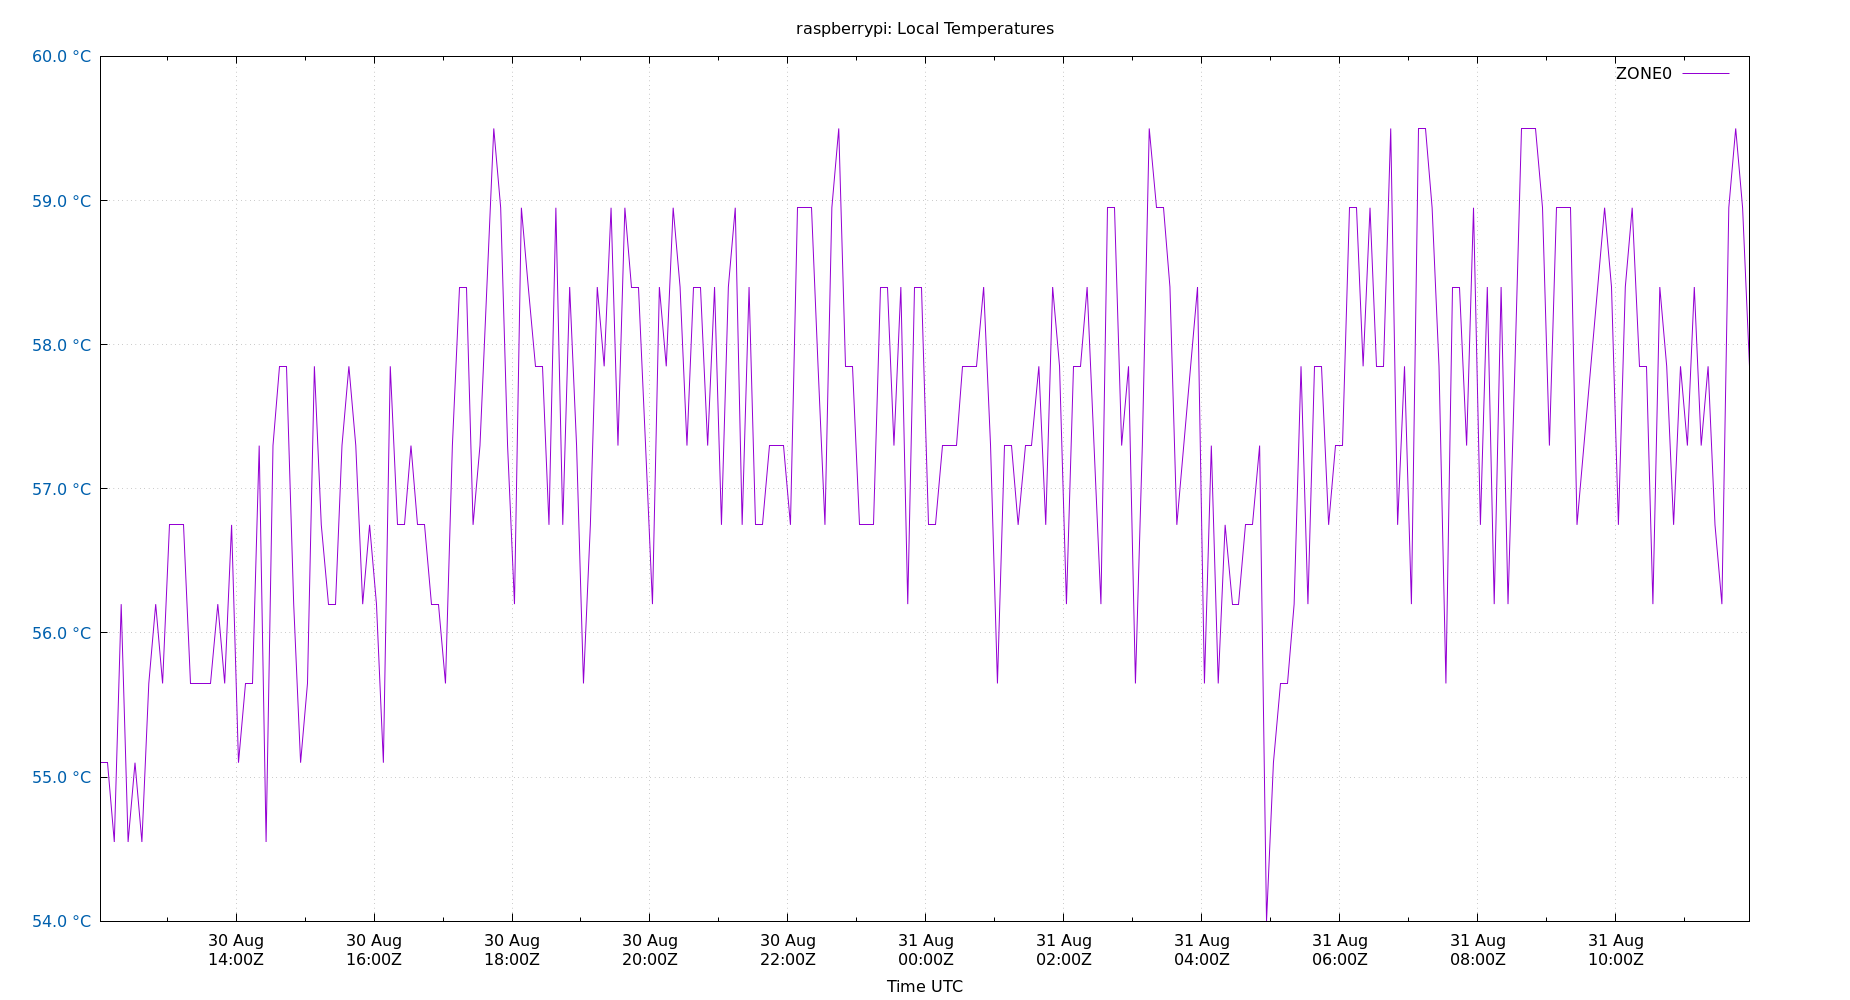 raspberrypi: Local Temperatures
60.0 °C
ZONE0
59.0 °C
58.0 °C
57.0 °C
56.0 °C
55.0 °C
54.0 °C
30 Aug 30 Aug 30 Aug 30 Aug 30 Aug 31 Aug 31 Aug 31 Aug 31 Aug 31 Aug 31 Aug
14:00Z 16:00Z 18:00Z 20:00Z 22:00Z 00:00Z 02:00Z 04:00Z 06:00Z 08:00Z 10:00Z
Time UTC